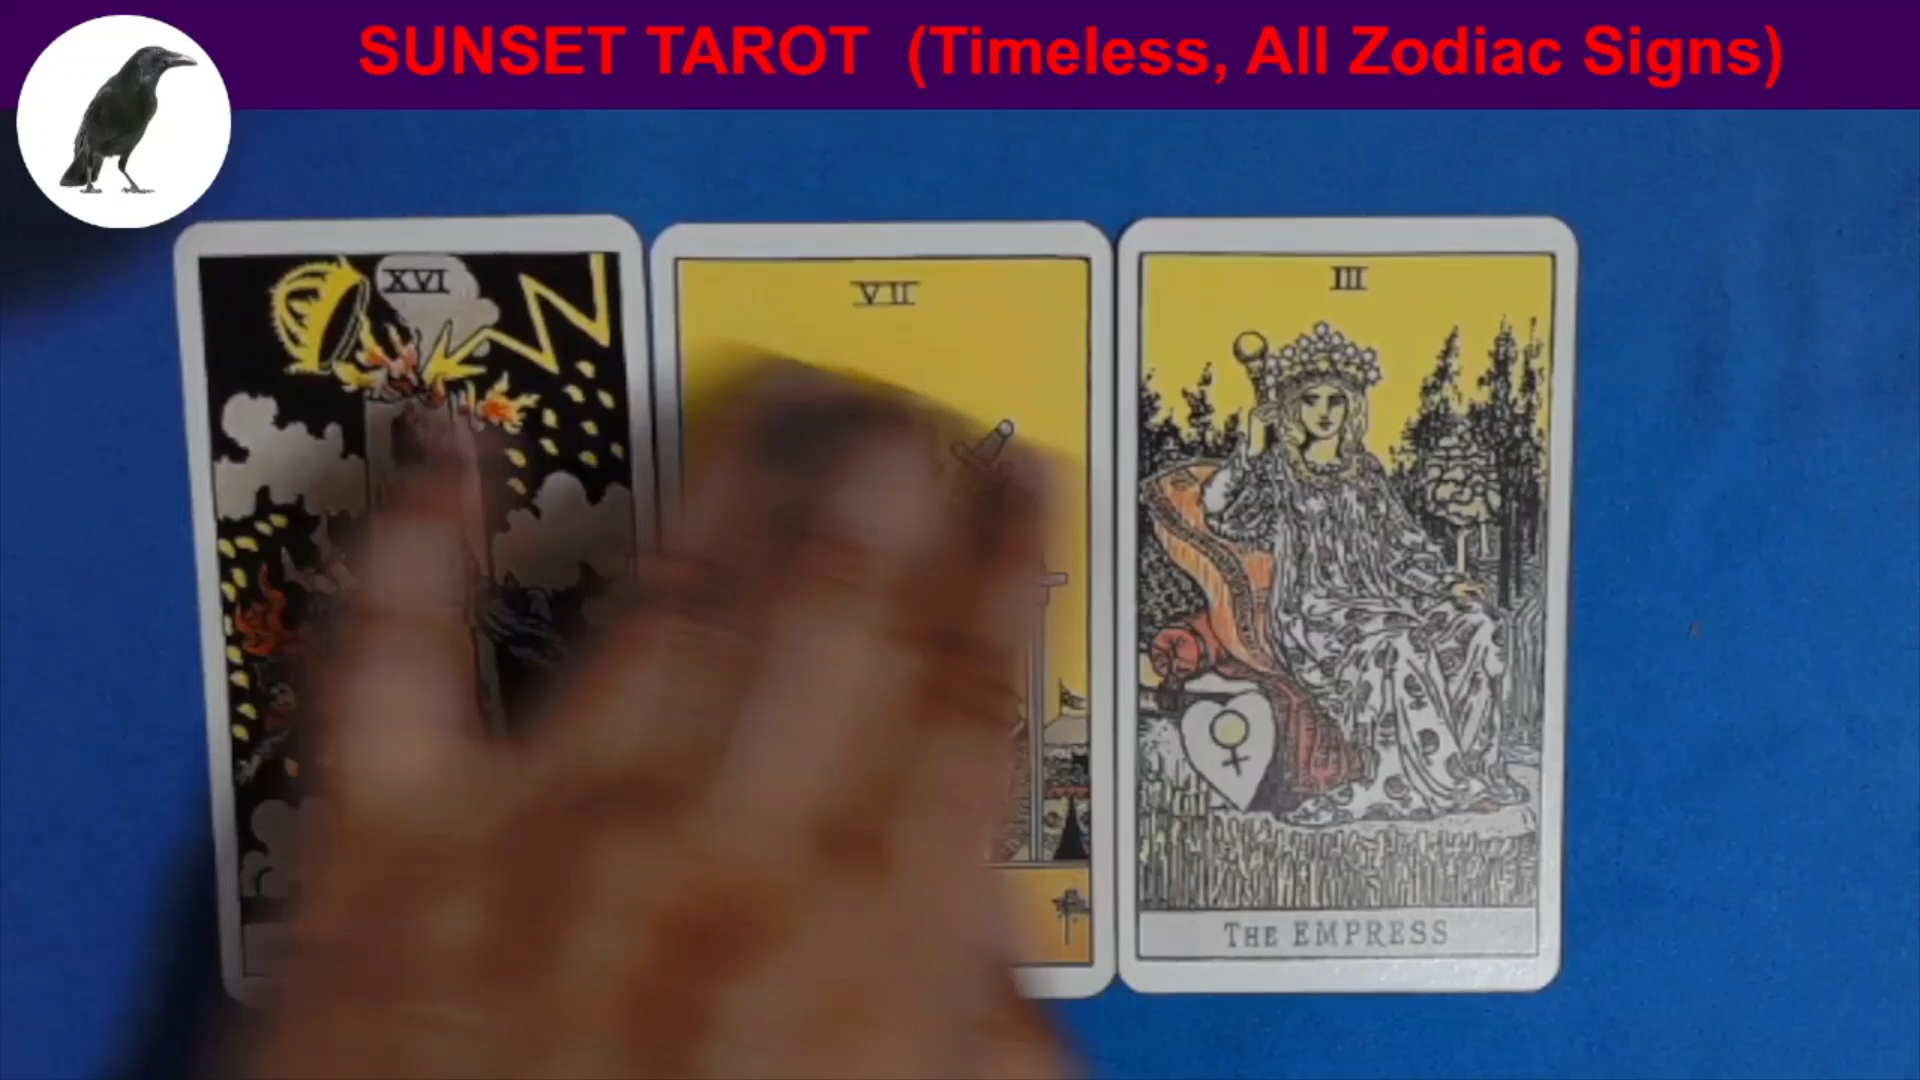 SUNSET TAROT (Timeless, All Zodiac Signs)
XVI
VII
III
THE EMPRESS